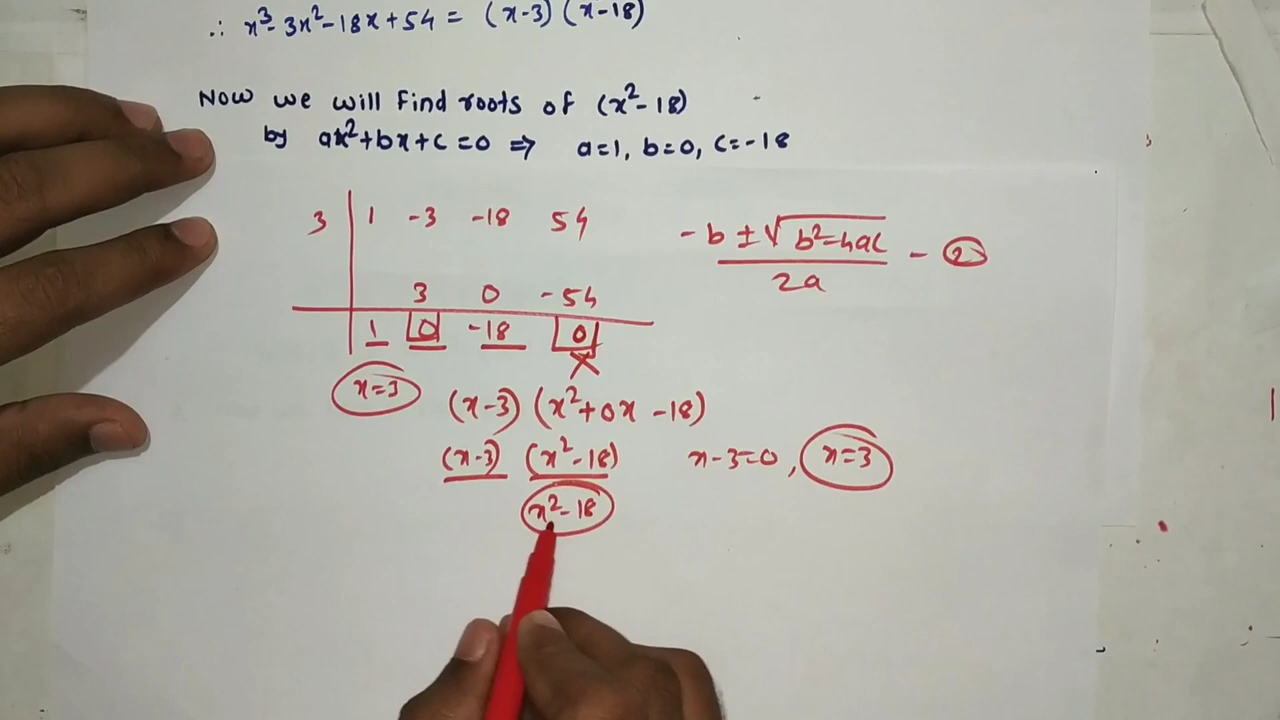 ∴ x³-3x²-18x+54 = (x-3)(x-18)
Now we will find roots of (x²-18)
by ax²+bx+c=0 ⇒ a=1, b=0, c=-18
3 | 1 -3 -18 54
3 0 -54
1 0 -18 0
x=3
(x-3)(x²+0x-18)
(x-3) (x²-18)
x²-18
-b ± √b²-4ac
2a
- ②
x-3=0, x=3